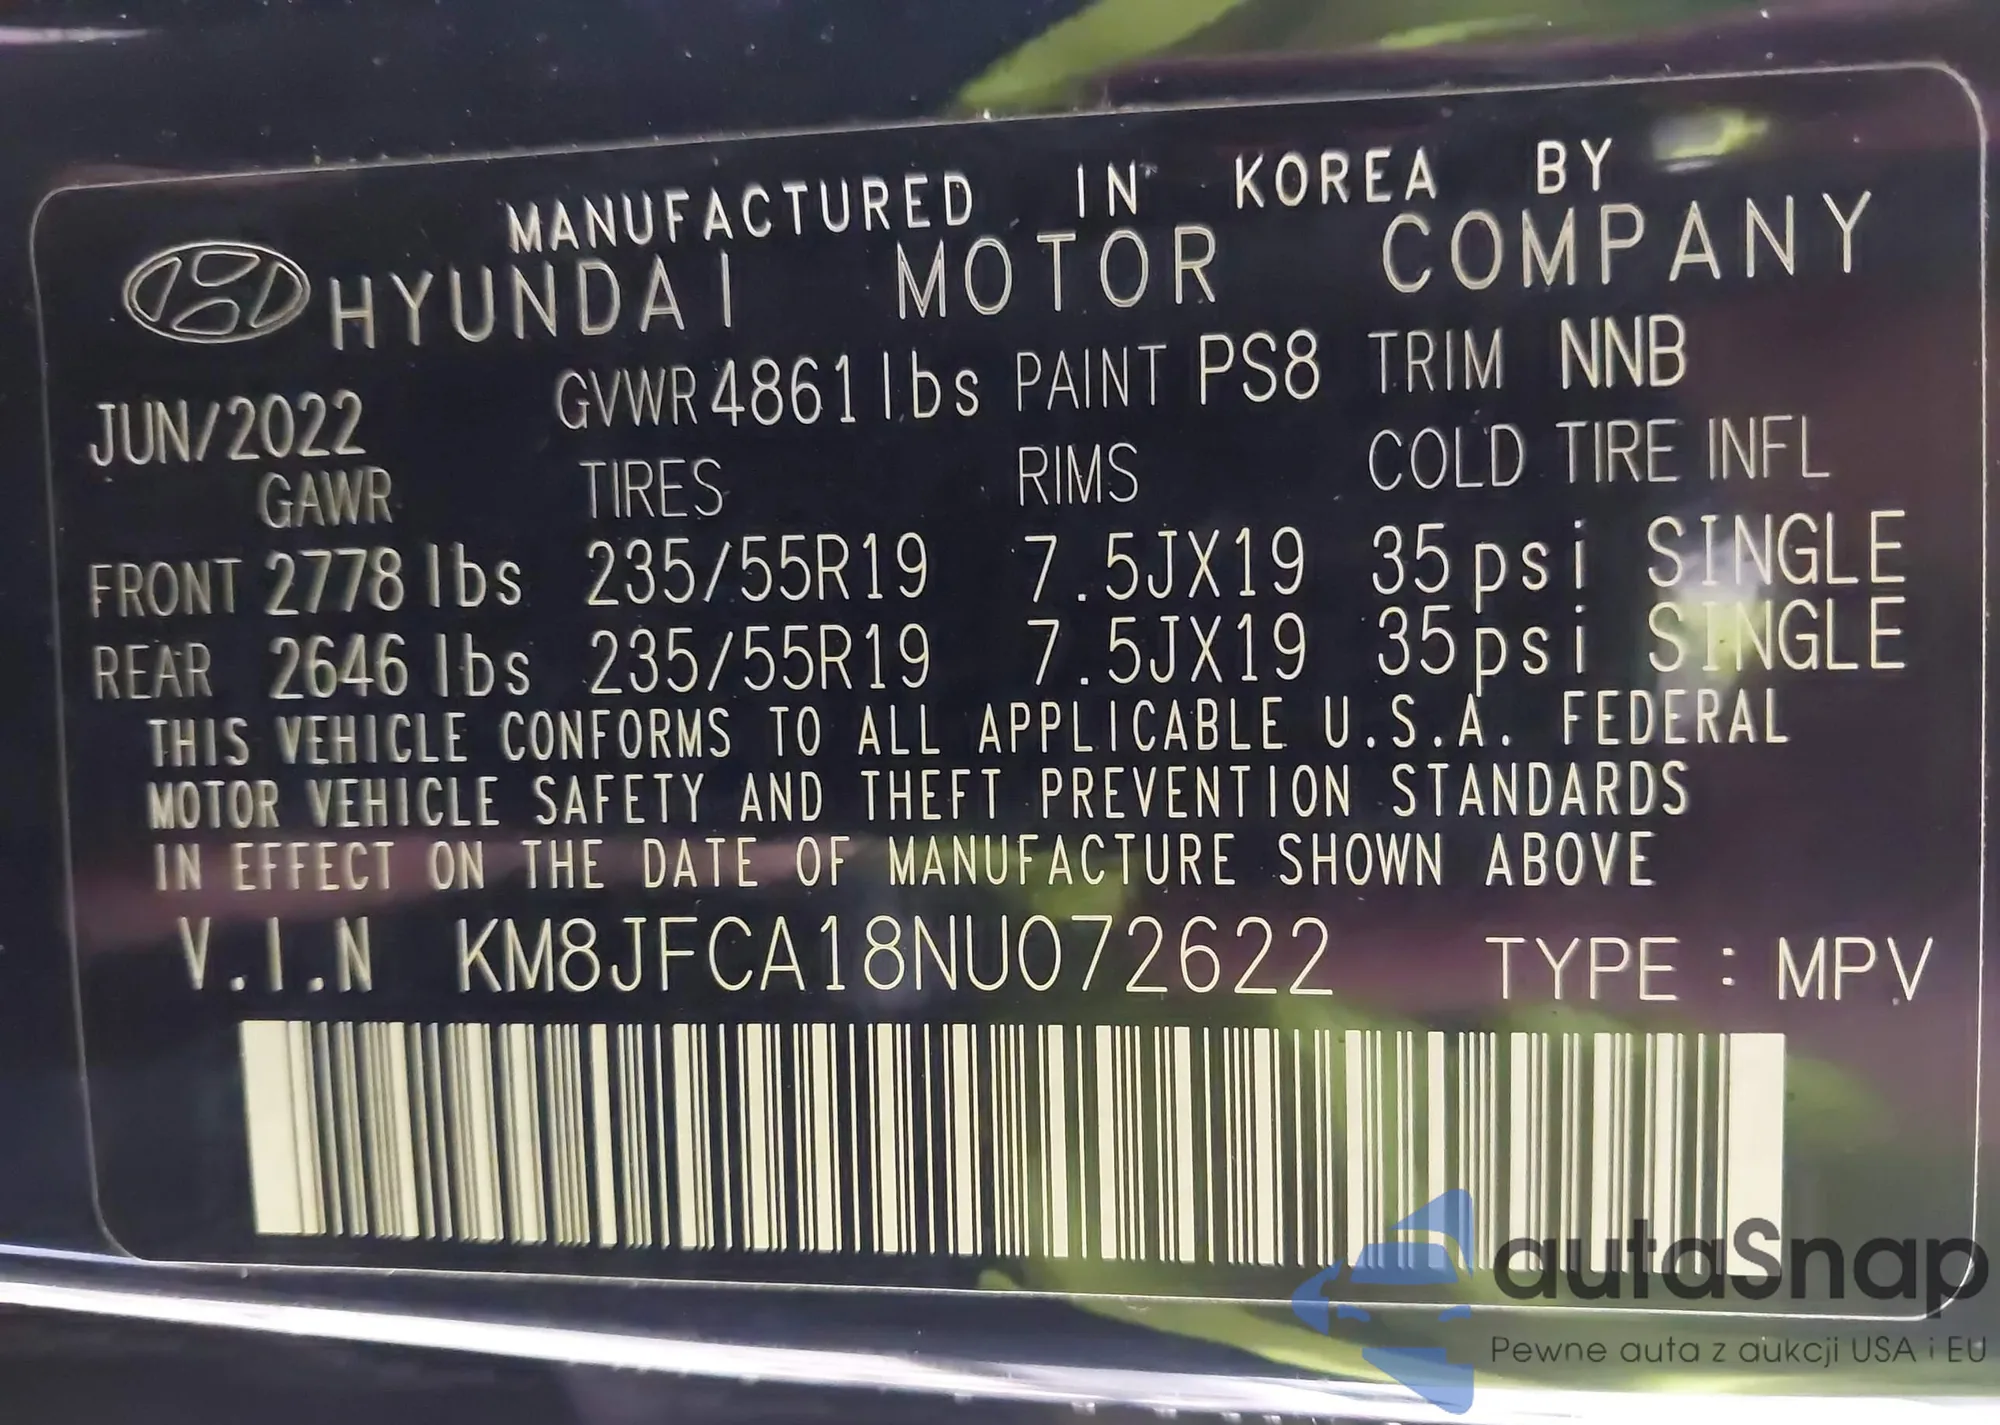 MANUFACTURED IN KOREA BY
HYUNDAI MOTOR COMPANY
JUN/2022 GVWR 4861 lbs PAINT PS8 TRIM NNB
GAWR TIRES RIMS COLD TIRE INFL
FRONT 2778 lbs 235/55R19 7.5JX19 35psi SINGLE
REAR 2646 lbs 235/55R19 7.5JX19 35psi SINGLE
THIS VEHICLE CONFORMS TO ALL APPLICABLE U.S.A. FEDERAL
MOTOR VEHICLE SAFETY AND THEFT PREVENTION STANDARDS
IN EFFECT ON THE DATE OF MANUFACTURE SHOWN ABOVE
V.I.N KM8JFCA18NU072622 TYPE : MPV
autaSnap
Pewne auta z aukcji USA i EU